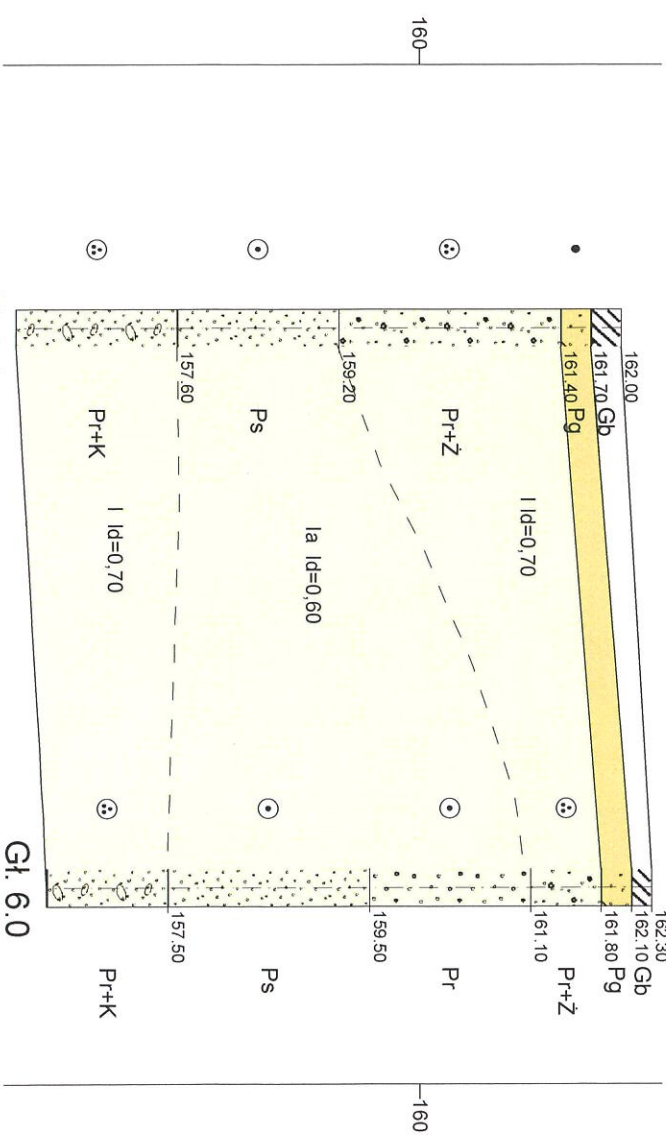 160
162.00
161.70 Gb
161.40 Pg
Pr+Ż
I Id=0,70
159.20
Ps
Ia Id=0,60
157.60
Pr+K
I Id=0,70
162.30
162.10 Gb
161.80 Pg
Pr+Ż
161.10
Pr
159.50
Ps
157.50
Pr+K
Gł. 6.0
160